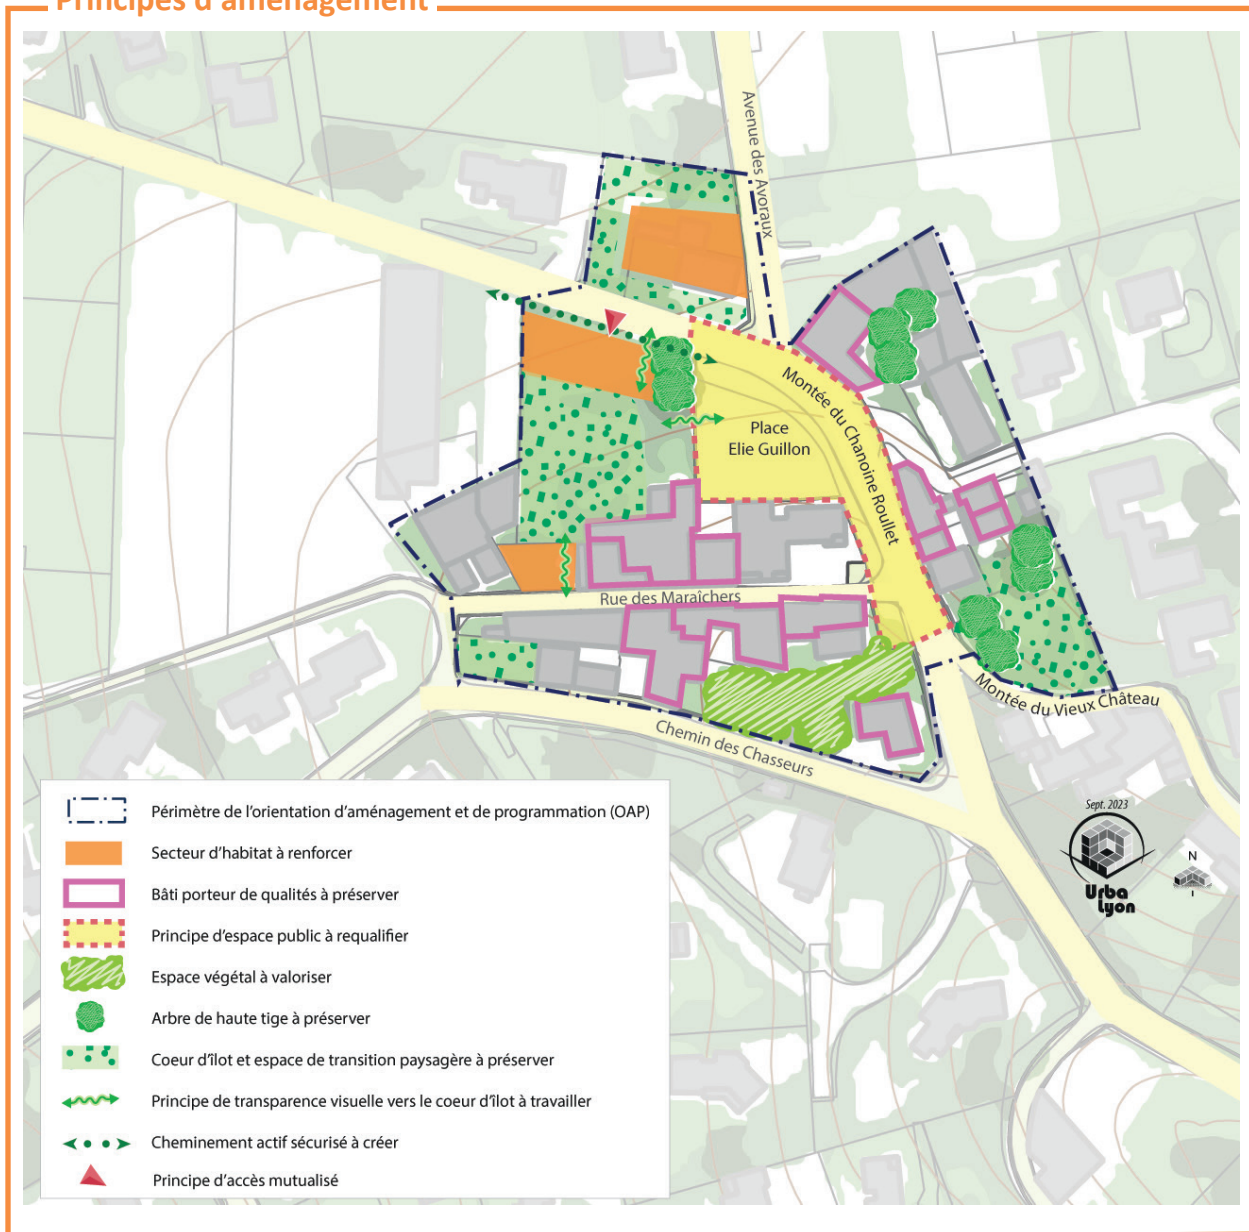 Principes d'aménagement
Avenue des Avoraux
Montée du Chanoine Roullet
Place
Elie Guillon
Rue des Maraîchers
Montée du Vieux Château
Chemin des Chasseurs
Périmètre de l'orientation d'aménagement et de programmation (OAP)
Secteur d'habitat à renforcer
Bâti porteur de qualités à préserver
Principe d'espace public à requalifier
Espace végétal à valoriser
Arbre de haute tige à préserver
Coeur d'îlot et espace de transition paysagère à préserver
Principe de transparence visuelle vers le coeur d'îlot à travailler
Cheminement actif sécurisé à créer
Principe d'accès mutualisé
Sept. 2023
Urba
Lyon
N